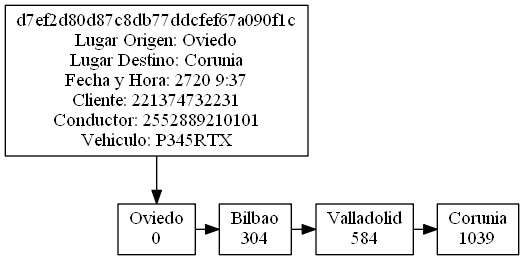 d7ef2d80d87c8db77ddcfef67a090f1c
Lugar Origen: Oviedo
Lugar Destino: Corunia
Fecha y Hora: 2720 9:37
Cliente: 221374732231
Conductor: 2552889210101
Vehiculo: P345RTX
Oviedo
0
Bilbao
304
Valladolid
584
Corunia
1039